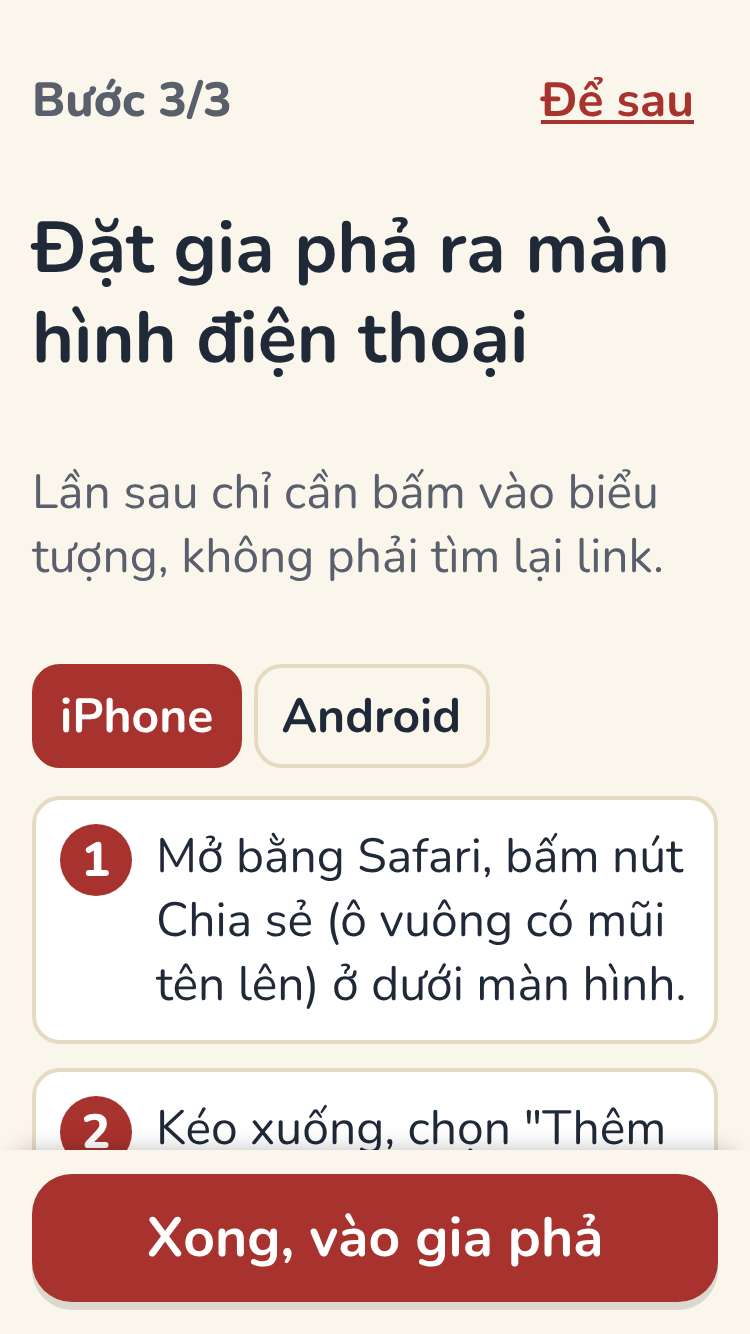 Bước 3/3
Để sau
Đặt gia phả ra màn
hình điện thoại
Lần sau chỉ cần bấm vào biểu
tượng, không phải tìm lại link.
iPhone
Android
1
Mở bằng Safari, bấm nút
Chia sẻ (ô vuông có mũi
tên lên) ở dưới màn hình.
2
Kéo xuống, chọn "Thêm
Xong, vào gia phả